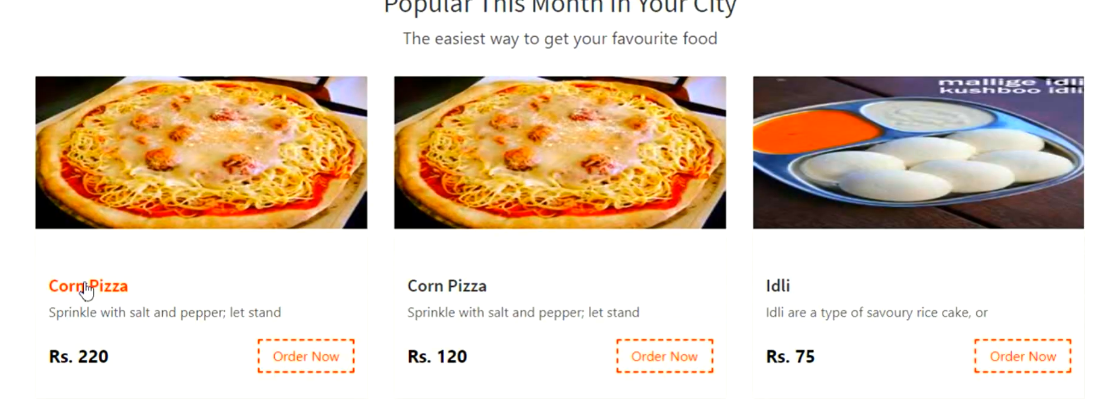 Popular This Month in Your City
The easiest way to get your favourite food
mallige idli
kushboo idli
Corn Pizza
Sprinkle with salt and pepper; let stand
Rs. 220
Order Now
Corn Pizza
Sprinkle with salt and pepper; let stand
Rs. 120
Order Now
Idli
Idli are a type of savoury rice cake, or
Rs. 75
Order Now